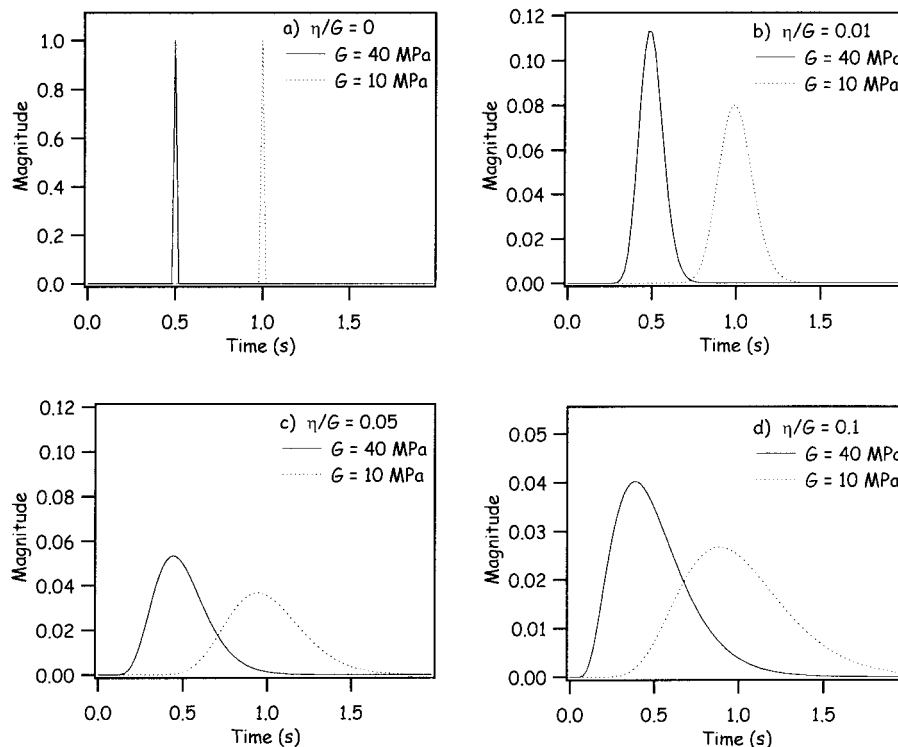 a) η/G = 0
G = 40 MPa
G = 10 MPa
1.0
0.8
0.6
0.4
0.2
0.0
Magnitude
0.0 0.5 1.0 1.5
Time (s)
b) η/G = 0.01
G = 40 MPa
G = 10 MPa
0.12
0.10
0.08
0.06
0.04
0.02
0.00
Magnitude
0.0 0.5 1.0 1.5
Time (s)
c) η/G = 0.05
G = 40 MPa
G = 10 MPa
0.12
0.10
0.08
0.06
0.04
0.02
0.00
Magnitude
0.0 0.5 1.0 1.5
Time (s)
d) η/G = 0.1
G = 40 MPa
G = 10 MPa
0.05
0.04
0.03
0.02
0.01
0.00
Magnitude
0.0 0.5 1.0 1.5
Time (s)